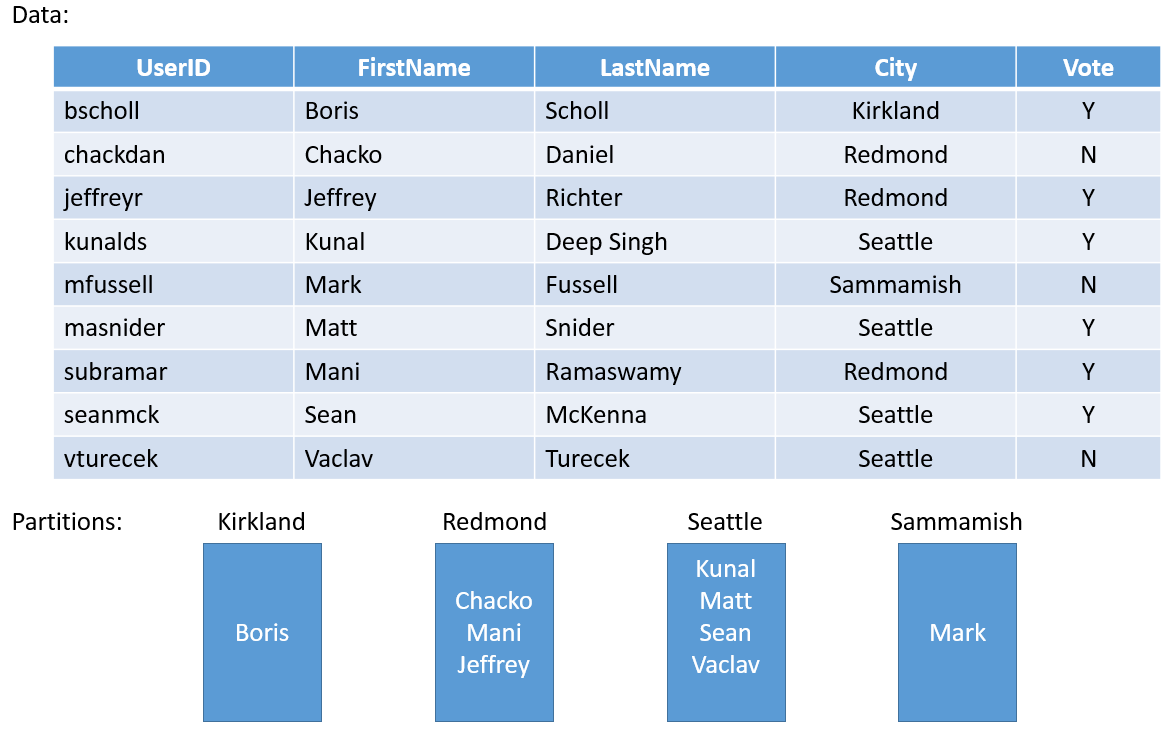 Data:
UserID FirstName LastName City Vote
bscholl Boris Scholl Kirkland Y
chackdan Chacko Daniel Redmond N
jeffreyr Jeffrey Richter Redmond Y
kunalds Kunal Deep Singh Seattle Y
mfussell Mark Fussell Sammamish N
masnider Matt Snider Seattle Y
subramar Mani Ramaswamy Redmond Y
seanmck Sean McKenna Seattle Y
vturecek Vaclav Turecek Seattle N
Partitions: Kirkland Redmond Seattle Sammamish
Boris
Chacko
Mani
Jeffrey
Kunal
Matt
Sean
Vaclav
Mark